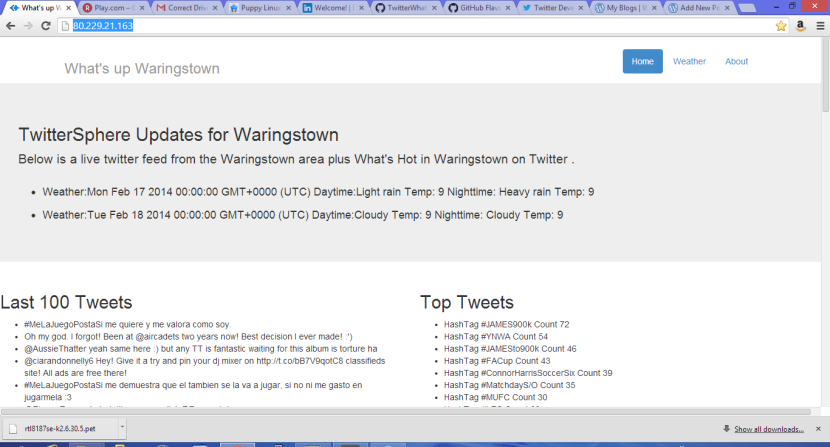 What's up W
Play.com –
Correct Drive
Puppy Linux
Welcome! |
TwitterWhat
GitHub Flav
Twitter Deve
My Blogs |
Add New Po
80.229.21.163
What's up Waringstown
Home Weather About
TwitterSphere Updates for Waringstown
Below is a live twitter feed from the Waringstown area plus What's Hot in Waringstown on Twitter .
Weather:Mon Feb 17 2014 00:00:00 GMT+0000 (UTC) Daytime:Light rain Temp: 9 Nighttime: Heavy rain Temp: 9
Weather:Tue Feb 18 2014 00:00:00 GMT+0000 (UTC) Daytime:Cloudy Temp: 9 Nighttime: Cloudy Temp: 9
Last 100 Tweets
#MeLaJuegoPostaSi me quiere y me valora como soy.
Oh my god. I forgot! Been at @aircadets two years now! Best decision I ever made! :')
@AussieThatter yeah same here :) but any TT is fantastic waiting for this album is torture ha
@ciarandonnelly6 Hey! Give it a try and pin your dj mixer on http://t.co/bB7V9qotC8 classifieds
site! All ads are free there!
#MeLaJuegoPostaSi me demuestra que el tambien se la va a jugar, si no ni me gasto en
jugarmela :3
Top Tweets
HashTag #JAMES900k Count 72
HashTag #YNWA Count 54
HashTag #JAMESto900k Count 46
HashTag #FACup Count 43
HashTag #ConnorHarrisSoccerSix Count 39
HashTag #MatchdayS/O Count 35
HashTag #MUFC Count 30
rtl8187se-k2.6.30.5.pet
Show all downloads...